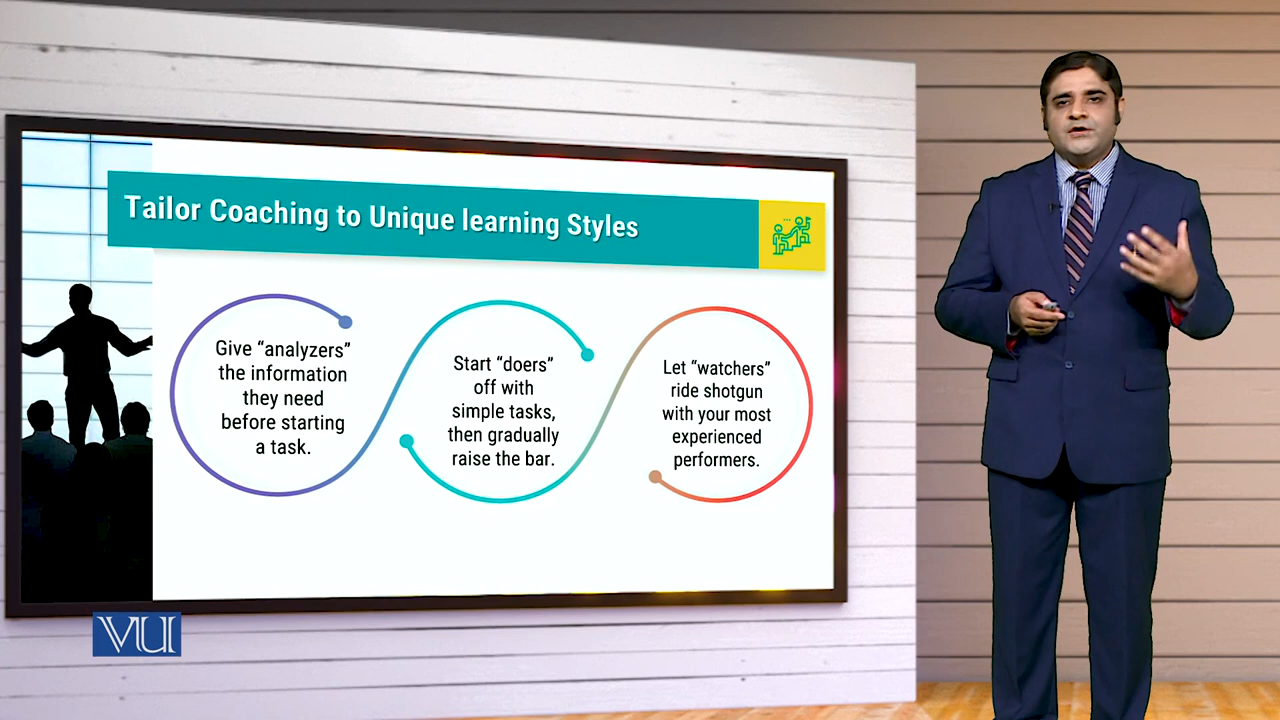 Tailor Coaching to Unique learning Styles
Give “analyzers”
the information
they need
before starting
a task.
Start “doers”
off with
simple tasks,
then gradually
raise the bar.
Let “watchers”
ride shotgun
with your most
experienced
performers.
VU